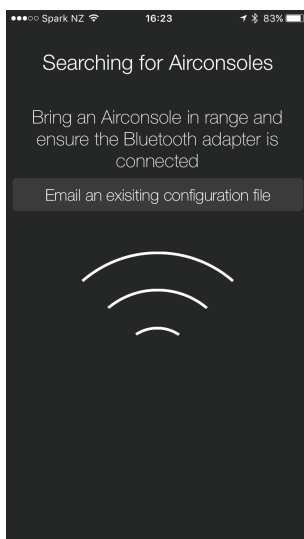 Spark NZ 16:23 83%
Searching for Airconsoles
Bring an Airconsole in range and
ensure the Bluetooth adapter is
connected
Email an exisiting configuration file